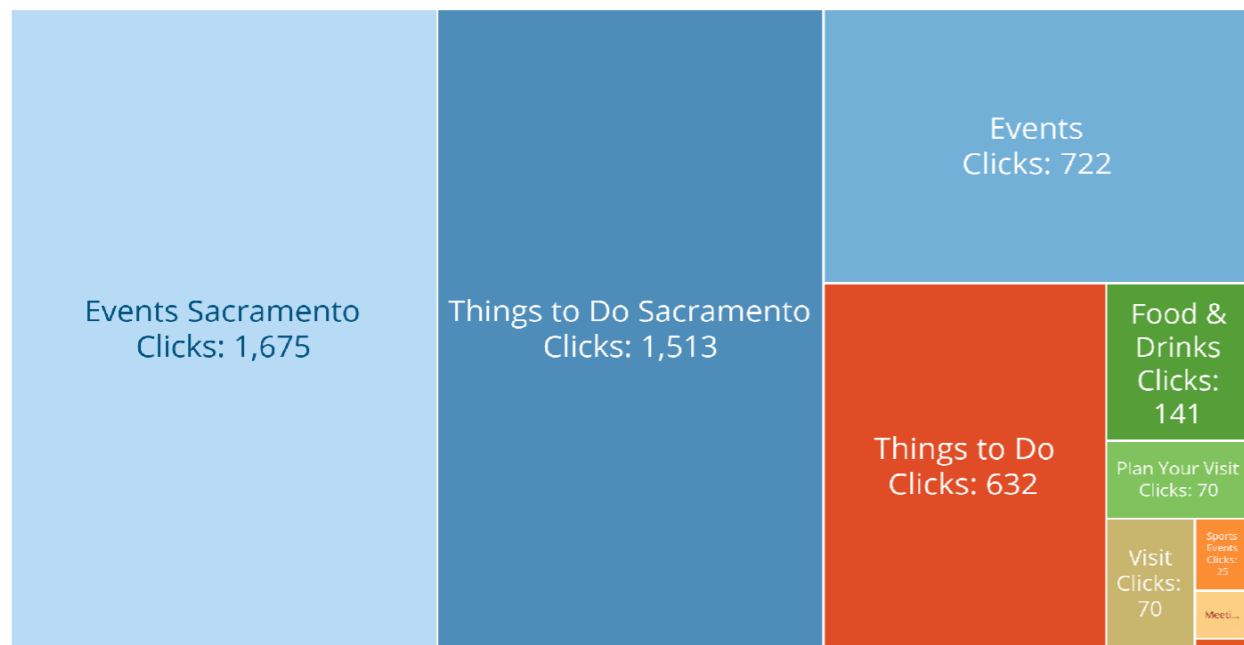 Events Sacramento
Clicks: 1,675
Things to Do Sacramento
Clicks: 1,513
Events
Clicks: 722
Things to Do
Clicks: 632
Food &
Drinks
Clicks:
141
Plan Your Visit
Clicks: 70
Visit
Clicks:
70
Sports
Events
Clicks:
25
Meeti...